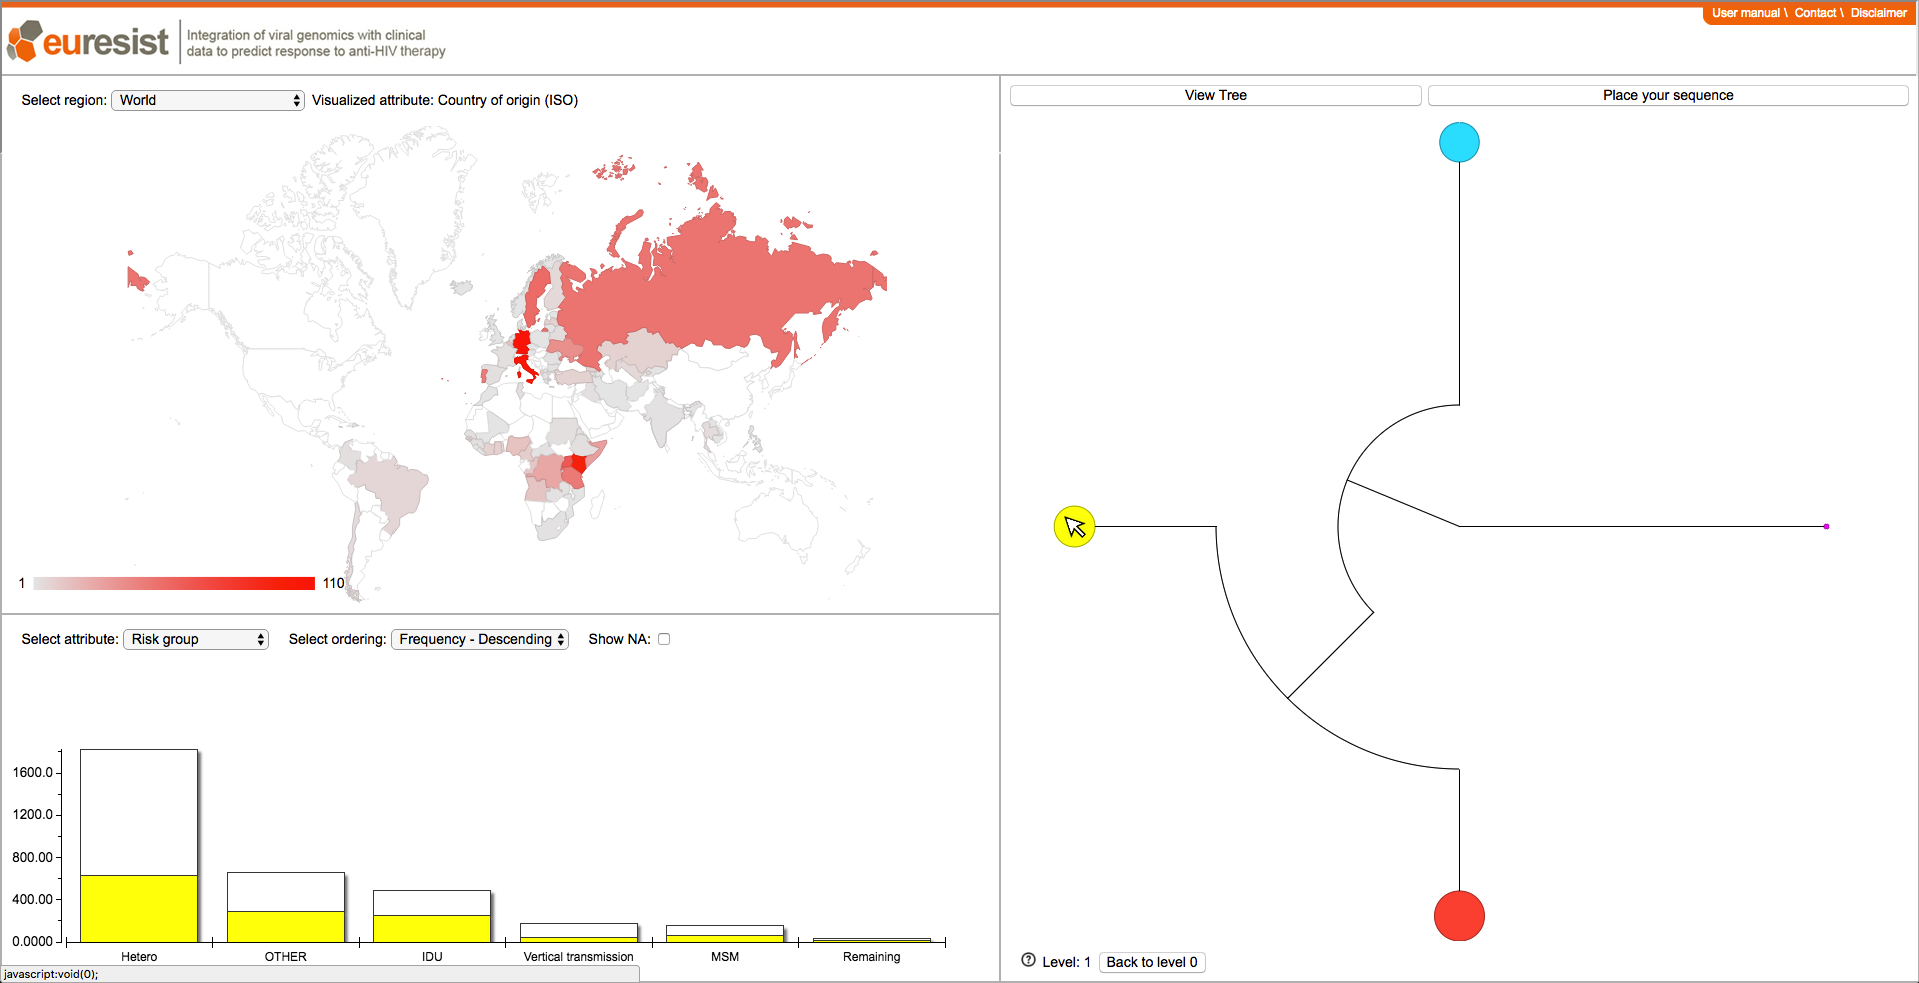 User manual \ Contact \ Disclaimer
euresist
Integration of viral genomics with clinical
data to predict response to anti-HIV therapy
Select region: World Visualized attribute: Country of origin (ISO)
1 110
Select attribute: Risk group Select ordering: Frequency - Descending Show NA:
1600.0
1200.0
800.00
400.00
0.0000
Hetero OTHER IDU Vertical transmission MSM Remaining
javascript:void(0);
View Tree Place your sequence
? Level: 1 Back to level 0